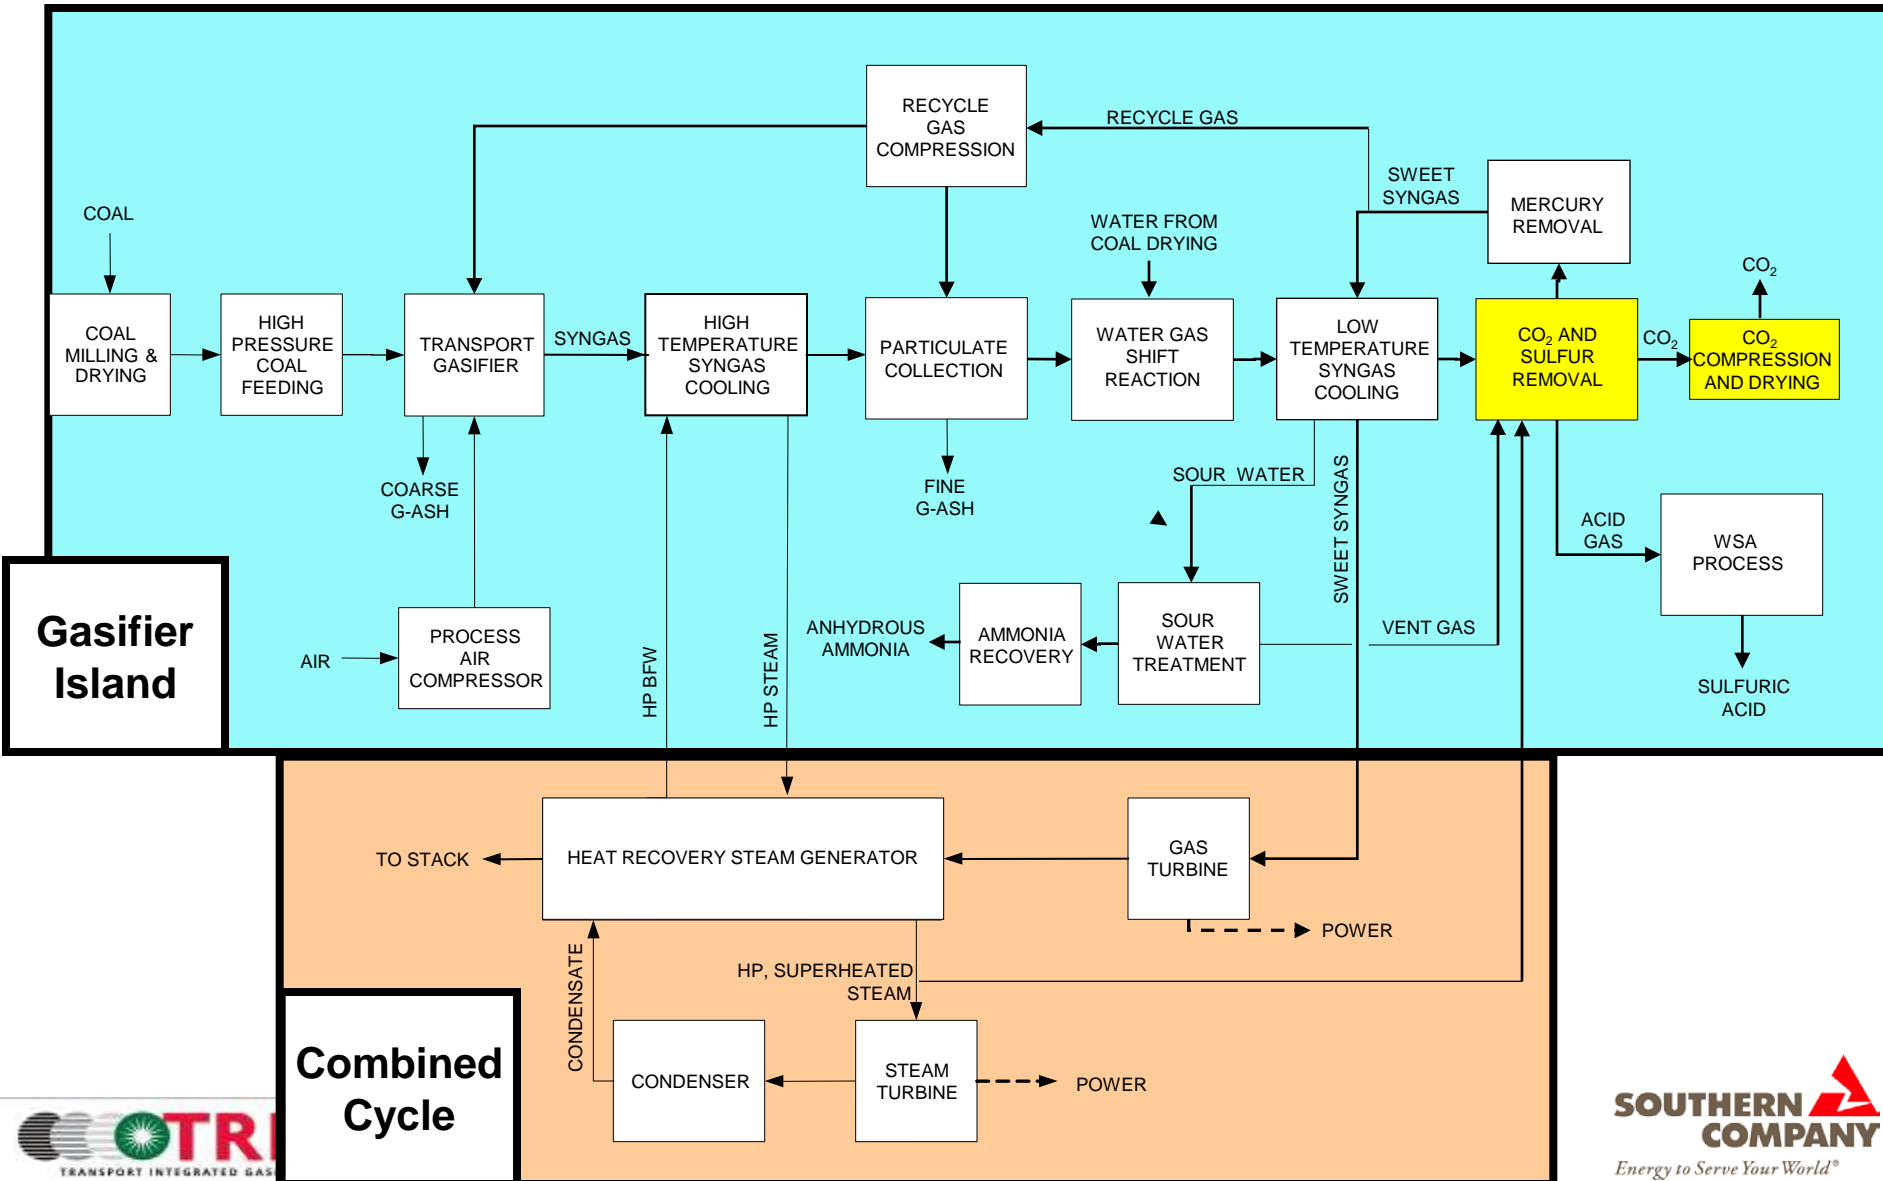 RECYCLE
GAS
COMPRESSION
RECYCLE GAS
SWEET
SYNGAS
MERCURY
REMOVAL
COAL
WATER FROM
COAL DRYING
CO₂
COAL
MILLING &
DRYING
HIGH
PRESSURE
COAL
FEEDING
TRANSPORT
GASIFIER
SYNGAS
HIGH
TEMPERATURE
SYNGAS
COOLING
PARTICULATE
COLLECTION
WATER GAS
SHIFT
REACTION
LOW
TEMPERATURE
SYNGAS
COOLING
CO₂ AND
SULFUR
REMOVAL
CO₂
CO₂
COMPRESSION
AND DRYING
COARSE
G-ASH
FINE
G-ASH
SOUR WATER
SWEET SYNGAS
ACID
GAS
WSA
PROCESS
Gasifier
Island
AIR
PROCESS
AIR
COMPRESSOR
HP BFW
HP STEAM
ANHYDROUS
AMMONIA
AMMONIA
RECOVERY
SOUR
WATER
TREATMENT
VENT GAS
SULFURIC
ACID
TO STACK
HEAT RECOVERY STEAM GENERATOR
GAS
TURBINE
POWER
CONDENSATE
HP, SUPERHEATED
STEAM
Combined
Cycle
CONDENSER
STEAM
TURBINE
POWER
TRI
TRANSPORT INTEGRATED GAS
SOUTHERN
COMPANY
Energy to Serve Your World®